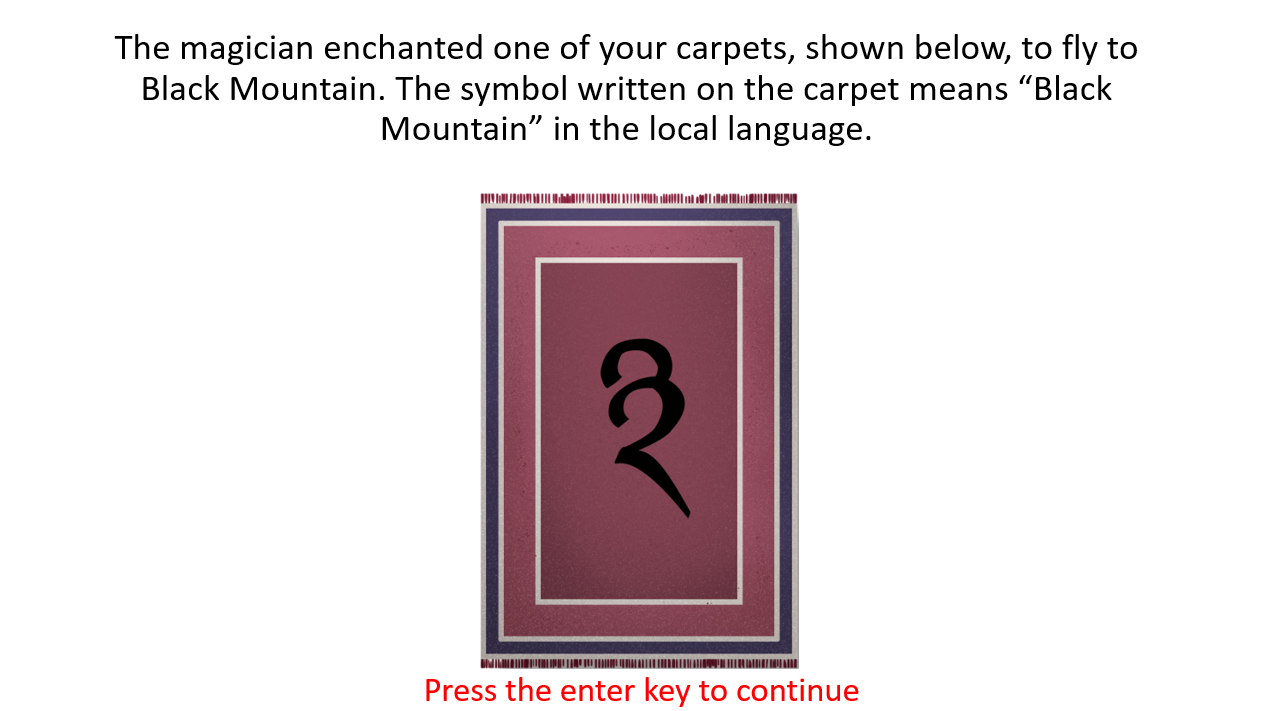 The magician enchanted one of your carpets, shown below, to fly to
Black Mountain. The symbol written on the carpet means “Black
Mountain” in the local language.
༣
Press the enter key to continue